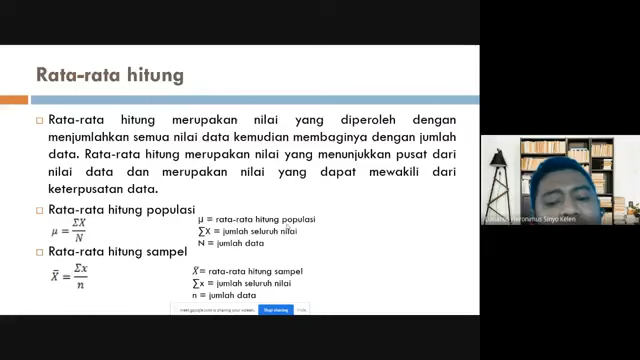 Rata-rata hitung
Rata-rata hitung merupakan nilai yang diperoleh dengan
menjumlahkan semua nilai data kemudian membaginya dengan jumlah
data. Rata-rata hitung merupakan nilai yang menunjukkan pusat dari
nilai data dan merupakan nilai yang dapat mewakili dari
keterpusatan data.
Rata-rata hitung populasi
μ = ΣX / N
μ = rata-rata hitung populasi
∑X = jumlah seluruh nilai
N = jumlah data
Rata-rata hitung sampel
X̄ = Σx / n
X̄= rata-rata hitung sampel
∑x = jumlah seluruh nilai
n = jumlah data
meet.google.com is sharing your screen.
Stop sharing
Hide
Hieronimus Sinyo Kelen